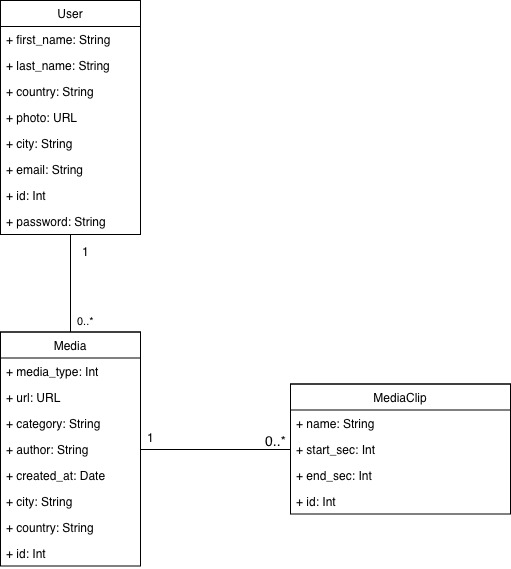 User
+ first_name: String
+ last_name: String
+ country: String
+ photo: URL
+ city: String
+ email: String
+ id: Int
+ password: String
1
0..*
Media
+ media_type: Int
+ url: URL
+ category: String
+ author: String
+ created_at: Date
+ city: String
+ country: String
+ id: Int
1
0..*
MediaClip
+ name: String
+ start_sec: Int
+ end_sec: Int
+ id: Int